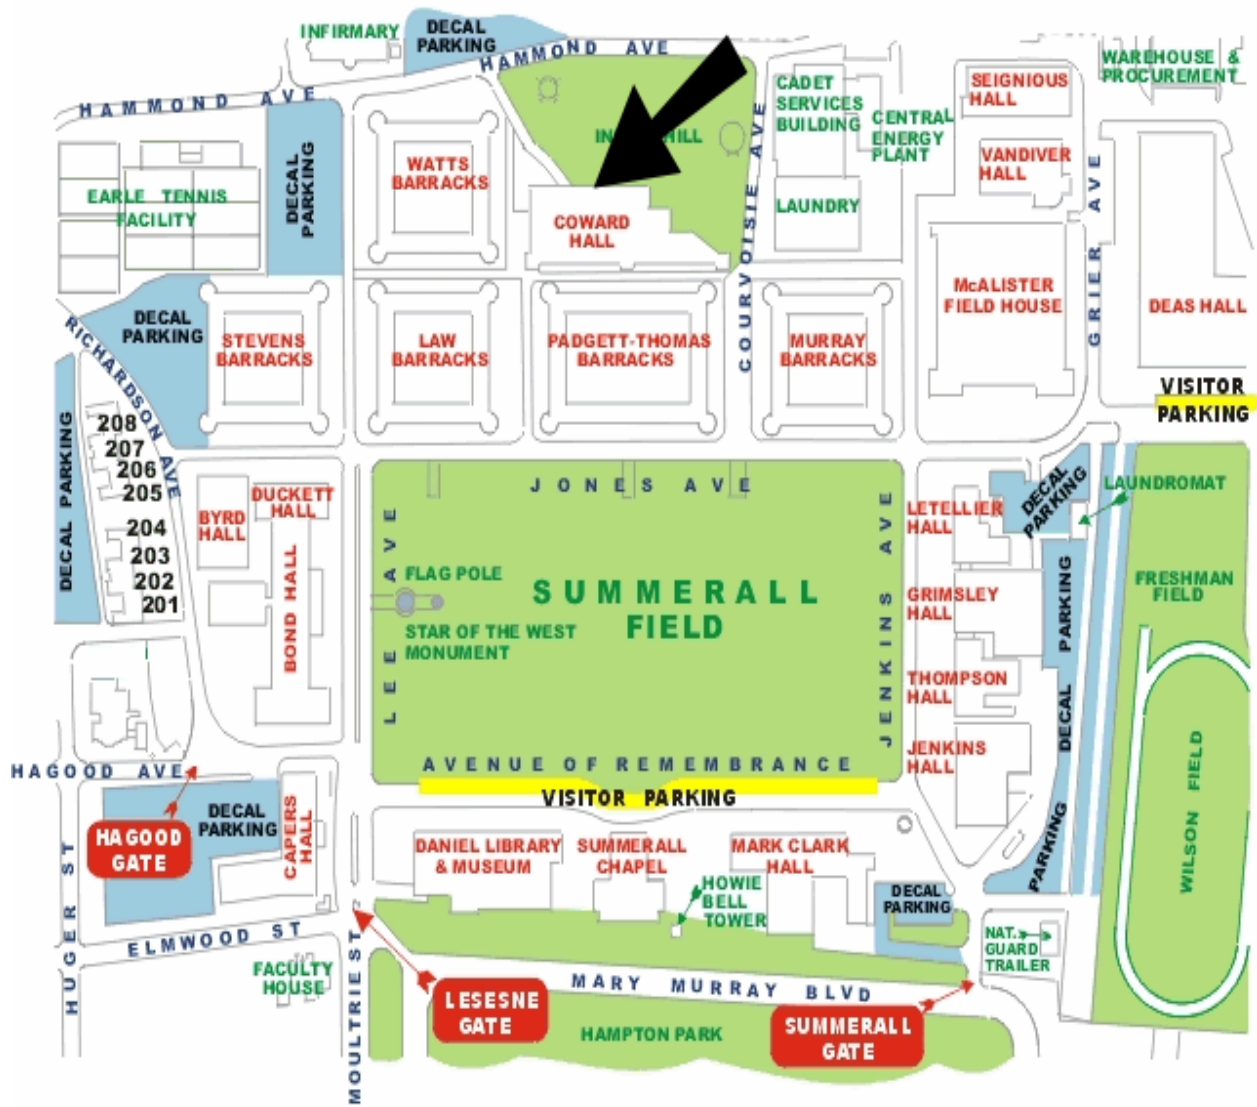 INFIRMARY
DECAL
PARKING
HAMMOND AVE
HAMMOND AVE
WAREHOUSE &
PROCUREMENT
SEIGNIOUS
HALL
CADET
SERVICES
BUILDING
CENTRAL
ENERGY
PLANT
VANDIVER
HALL
HILL
WATTS
BARRACKS
DECAL
PARKING
EARLE TENNIS
FACILITY
COWARD
HALL
LAUNDRY
COURVOISIE AVE
GRIER AVE
McALISTER
FIELD HOUSE
DEAS HALL
DECAL
PARKING
RICHARDSON AVE
STEVENS
BARRACKS
LAW
BARRACKS
PADGETT-THOMAS
BARRACKS
MURRAY
BARRACKS
VISITOR
PARKING
DECAL PARKING
208
207
206
205
204
203
202
201
BYRD
HALL
DUCKETT
HALL
BOND HALL
JONES AVE
LEE AVE
JENKINS AVE
FLAG POLE
STAR OF THE WEST
MONUMENT
SUMMERALL
FIELD
LETELLIER
HALL
DECAL
PARKING
LAUNDROMAT
GRIMSLEY
HALL
FRESHMAN
FIELD
THOMPSON
HALL
JENKINS
HALL
DECAL PARKING
PARKING
WILSON FIELD
AVENUE OF REMEMBRANCE
VISITOR PARKING
HAGOOD AVE
HAGOOD
GATE
DECAL
PARKING
CAPERS
HALL
HUGER ST
ELMWOOD ST
FACULTY
HOUSE
MOULTRIE ST
DANIEL LIBRARY
& MUSEUM
SUMMERALL
CHAPEL
MARK CLARK
HALL
HOWIE
BELL
TOWER
DECAL
PARKING
NAT.
GUARD
TRAILER
LESESNE
GATE
MARY MURRAY BLVD
SUMMERALL
GATE
HAMPTON PARK